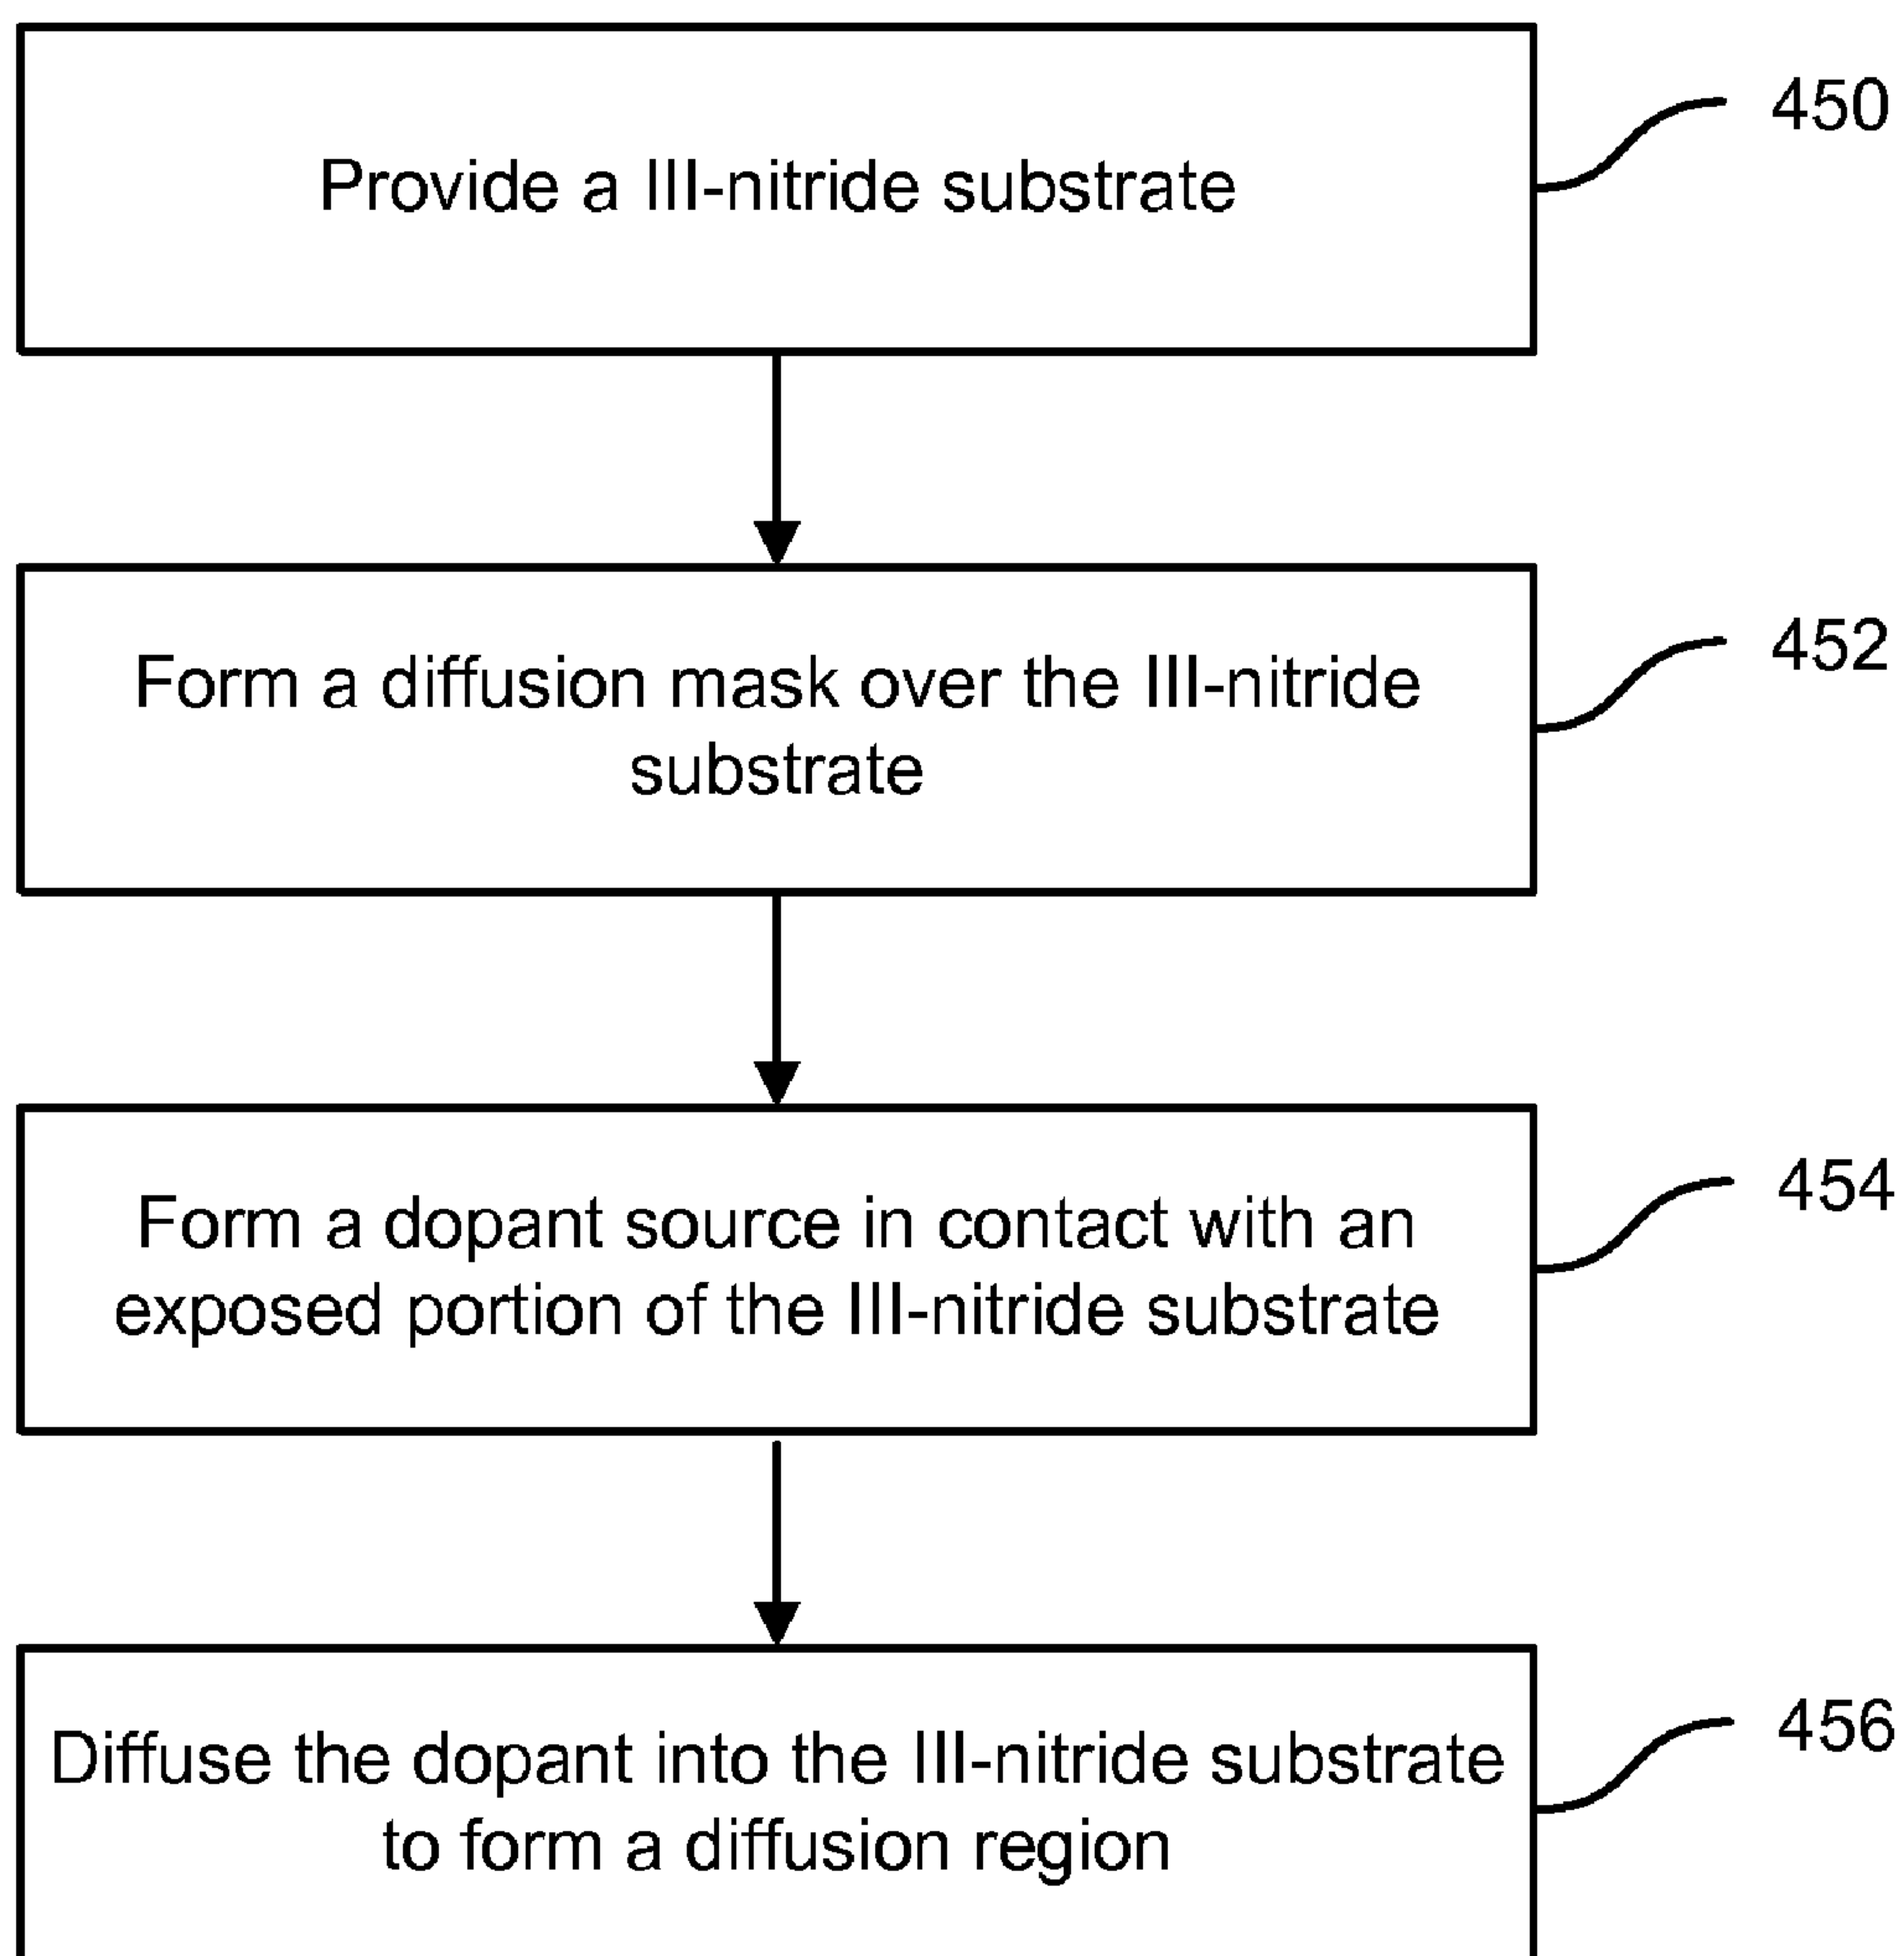 Provide a III-nitride substrate
450
Form a diffusion mask over the III-nitride
substrate
452
Form a dopant source in contact with an
exposed portion of the III-nitride substrate
454
Diffuse the dopant into the III-nitride substrate
to form a diffusion region
456